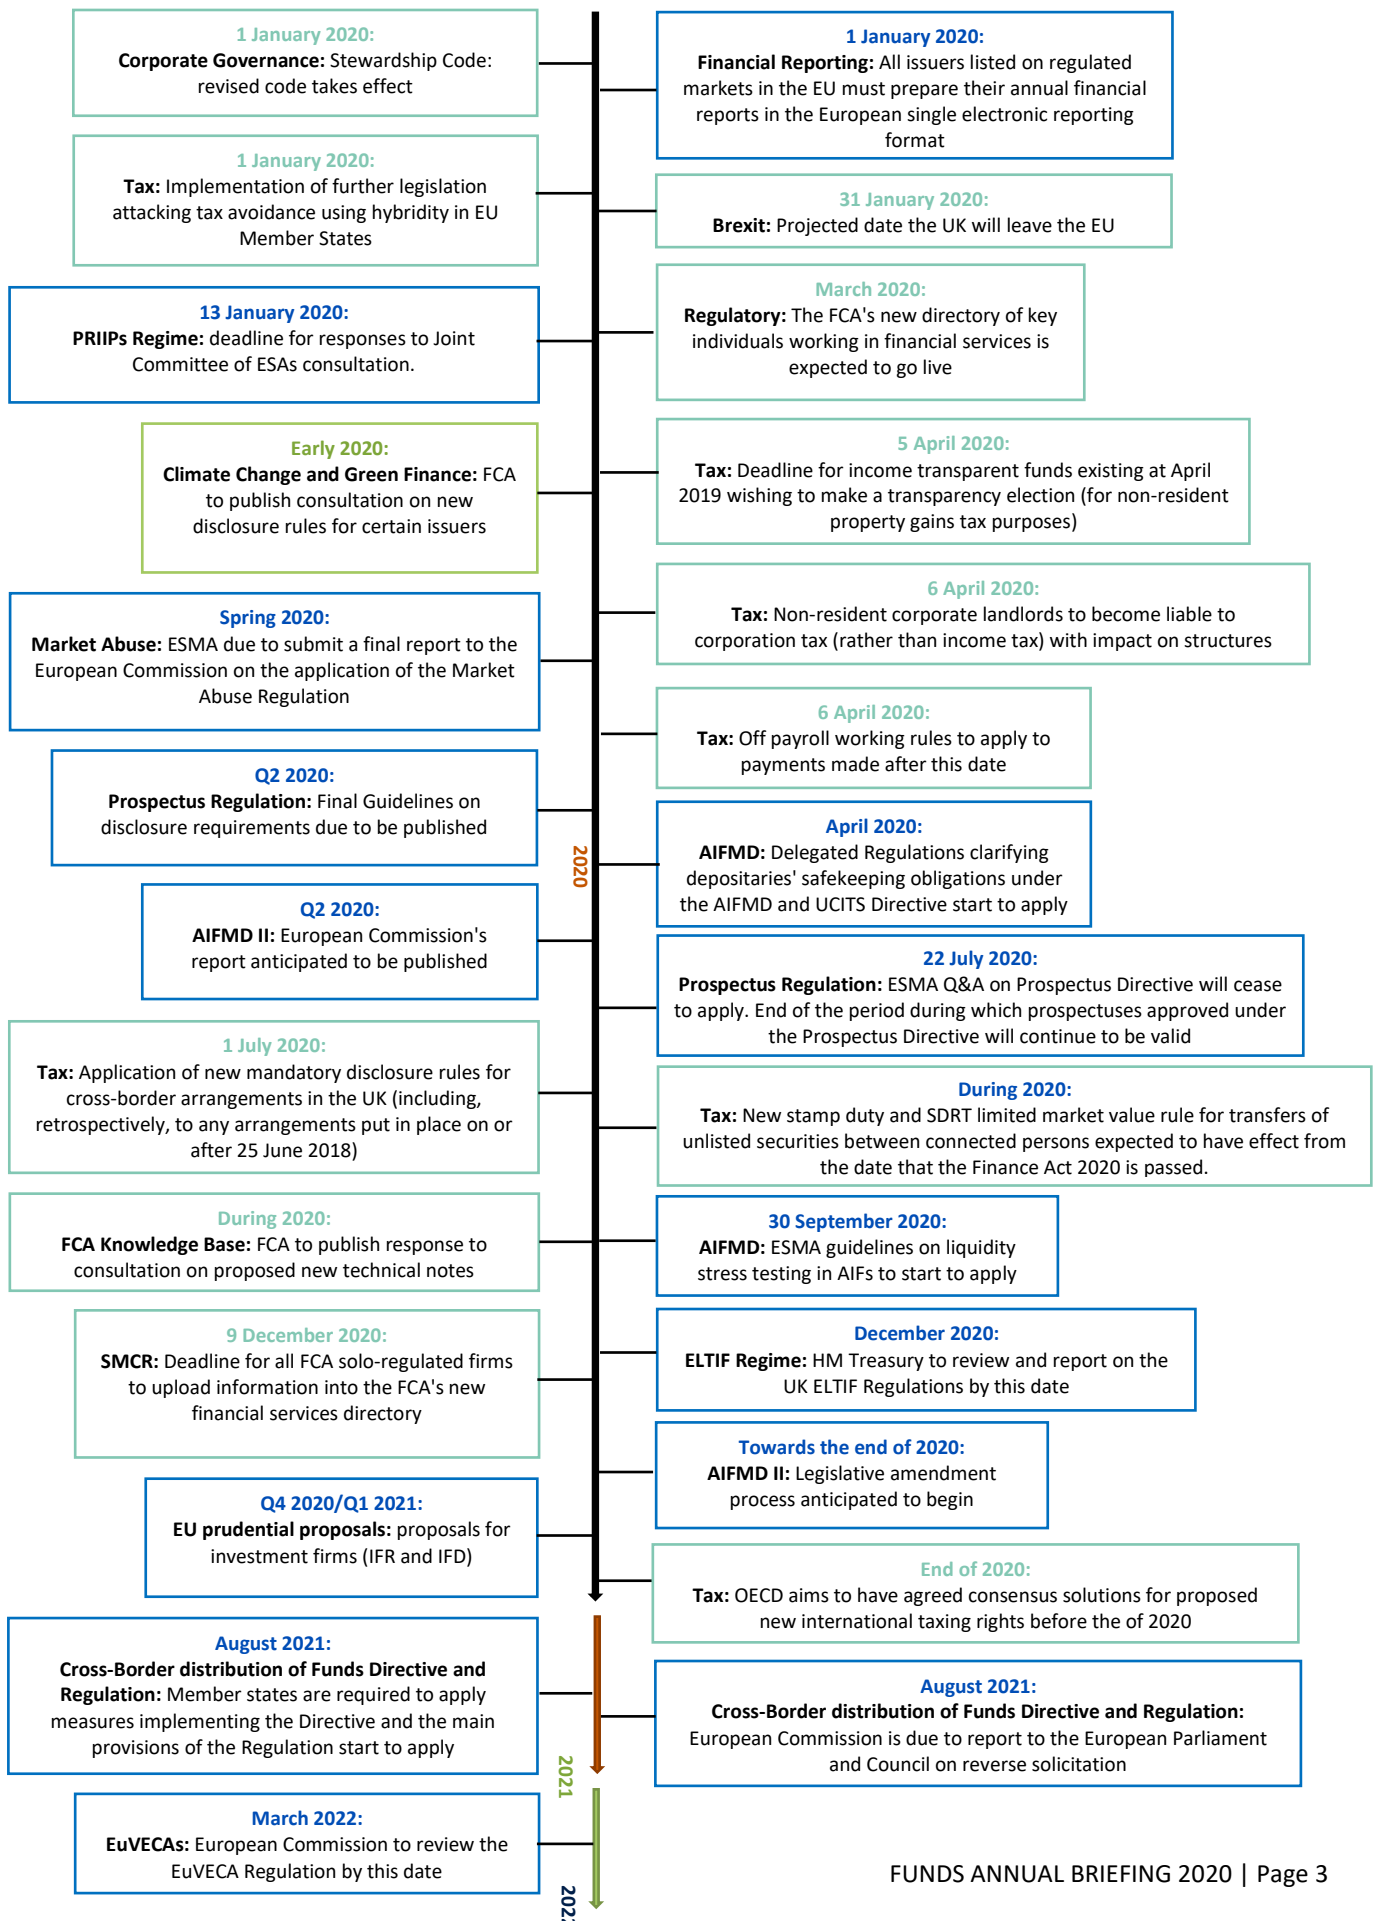 1 January 2020:
Corporate Governance: Stewardship Code:
revised code takes effect
1 January 2020:
Financial Reporting: All issuers listed on regulated
markets in the EU must prepare their annual financial
reports in the European single electronic reporting
format
1 January 2020:
Tax: Implementation of further legislation
attacking tax avoidance using hybridity in EU
Member States
31 January 2020:
Brexit: Projected date the UK will leave the EU
13 January 2020:
PRIIPs Regime: deadline for responses to Joint
Committee of ESAs consultation.
March 2020:
Regulatory: The FCA's new directory of key
individuals working in financial services is
expected to go live
Early 2020:
Climate Change and Green Finance: FCA
to publish consultation on new
disclosure rules for certain issuers
5 April 2020:
Tax: Deadline for income transparent funds existing at April
2019 wishing to make a transparency election (for non-resident
property gains tax purposes)
6 April 2020:
Tax: Non-resident corporate landlords to become liable to
corporation tax (rather than income tax) with impact on structures
Spring 2020:
Market Abuse: ESMA due to submit a final report to the
European Commission on the application of the Market
Abuse Regulation
6 April 2020:
Tax: Off payroll working rules to apply to
payments made after this date
Q2 2020:
Prospectus Regulation: Final Guidelines on
disclosure requirements due to be published
2020
April 2020:
AIFMD: Delegated Regulations clarifying
depositaries' safekeeping obligations under
the AIFMD and UCITS Directive start to apply
Q2 2020:
AIFMD II: European Commission's
report anticipated to be published
22 July 2020:
Prospectus Regulation: ESMA Q&A on Prospectus Directive will cease
to apply. End of the period during which prospectuses approved under
the Prospectus Directive will continue to be valid
1 July 2020:
Tax: Application of new mandatory disclosure rules for
cross-border arrangements in the UK (including,
retrospectively, to any arrangements put in place on or
after 25 June 2018)
During 2020:
Tax: New stamp duty and SDRT limited market value rule for transfers of
unlisted securities between connected persons expected to have effect from
the date that the Finance Act 2020 is passed.
During 2020:
FCA Knowledge Base: FCA to publish response to
consultation on proposed new technical notes
30 September 2020:
AIFMD: ESMA guidelines on liquidity
stress testing in AIFs to start to apply
9 December 2020:
SMCR: Deadline for all FCA solo-regulated firms
to upload information into the FCA's new
financial services directory
December 2020:
ELTIF Regime: HM Treasury to review and report on the
UK ELTIF Regulations by this date
Towards the end of 2020:
AIFMD II: Legislative amendment
process anticipated to begin
Q4 2020/Q1 2021:
EU prudential proposals: proposals for
investment firms (IFR and IFD)
End of 2020:
Tax: OECD aims to have agreed consensus solutions for proposed
new international taxing rights before the of 2020
August 2021:
Cross-Border distribution of Funds Directive and
Regulation: Member states are required to apply
measures implementing the Directive and the main
provisions of the Regulation start to apply
August 2021:
Cross-Border distribution of Funds Directive and Regulation:
European Commission is due to report to the European Parliament
and Council on reverse solicitation
2021
March 2022:
EuVECAs: European Commission to review the
EuVECA Regulation by this date
2022
FUNDS ANNUAL BRIEFING 2020 | Page 3